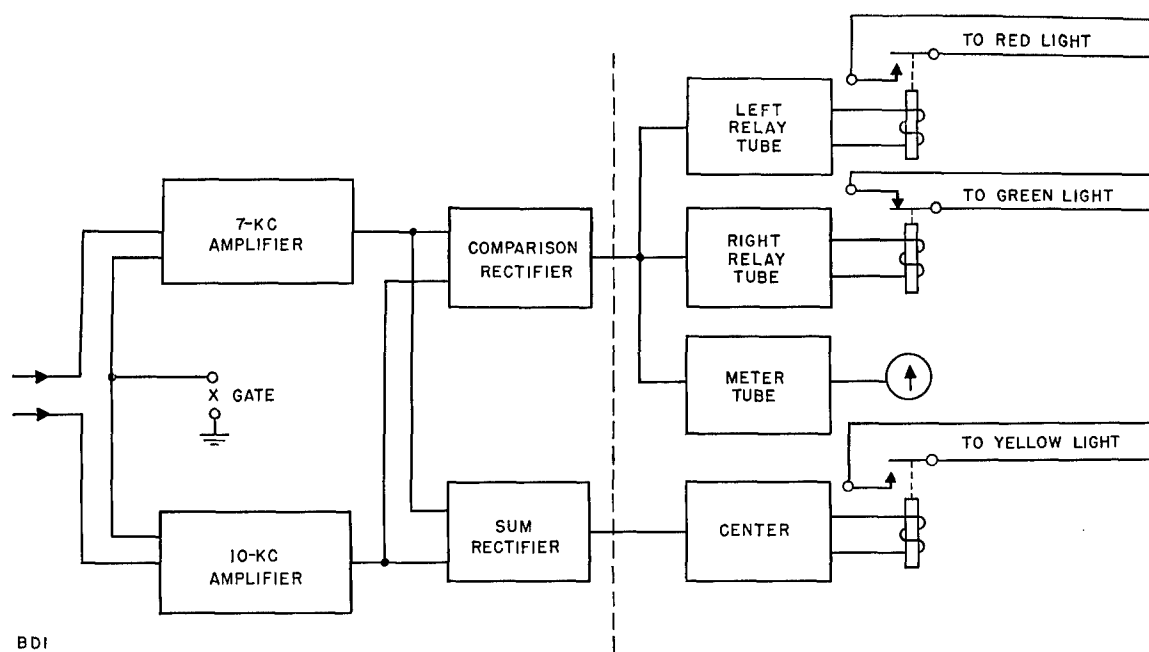 TO RED LIGHT
LEFT
RELAY
TUBE
TO GREEN LIGHT
7-KC
AMPLIFIER
COMPARISON
RECTIFIER
RIGHT
RELAY
TUBE
X GATE
METER
TUBE
TO YELLOW LIGHT
10-KC
AMPLIFIER
SUM
RECTIFIER
CENTER
BDI